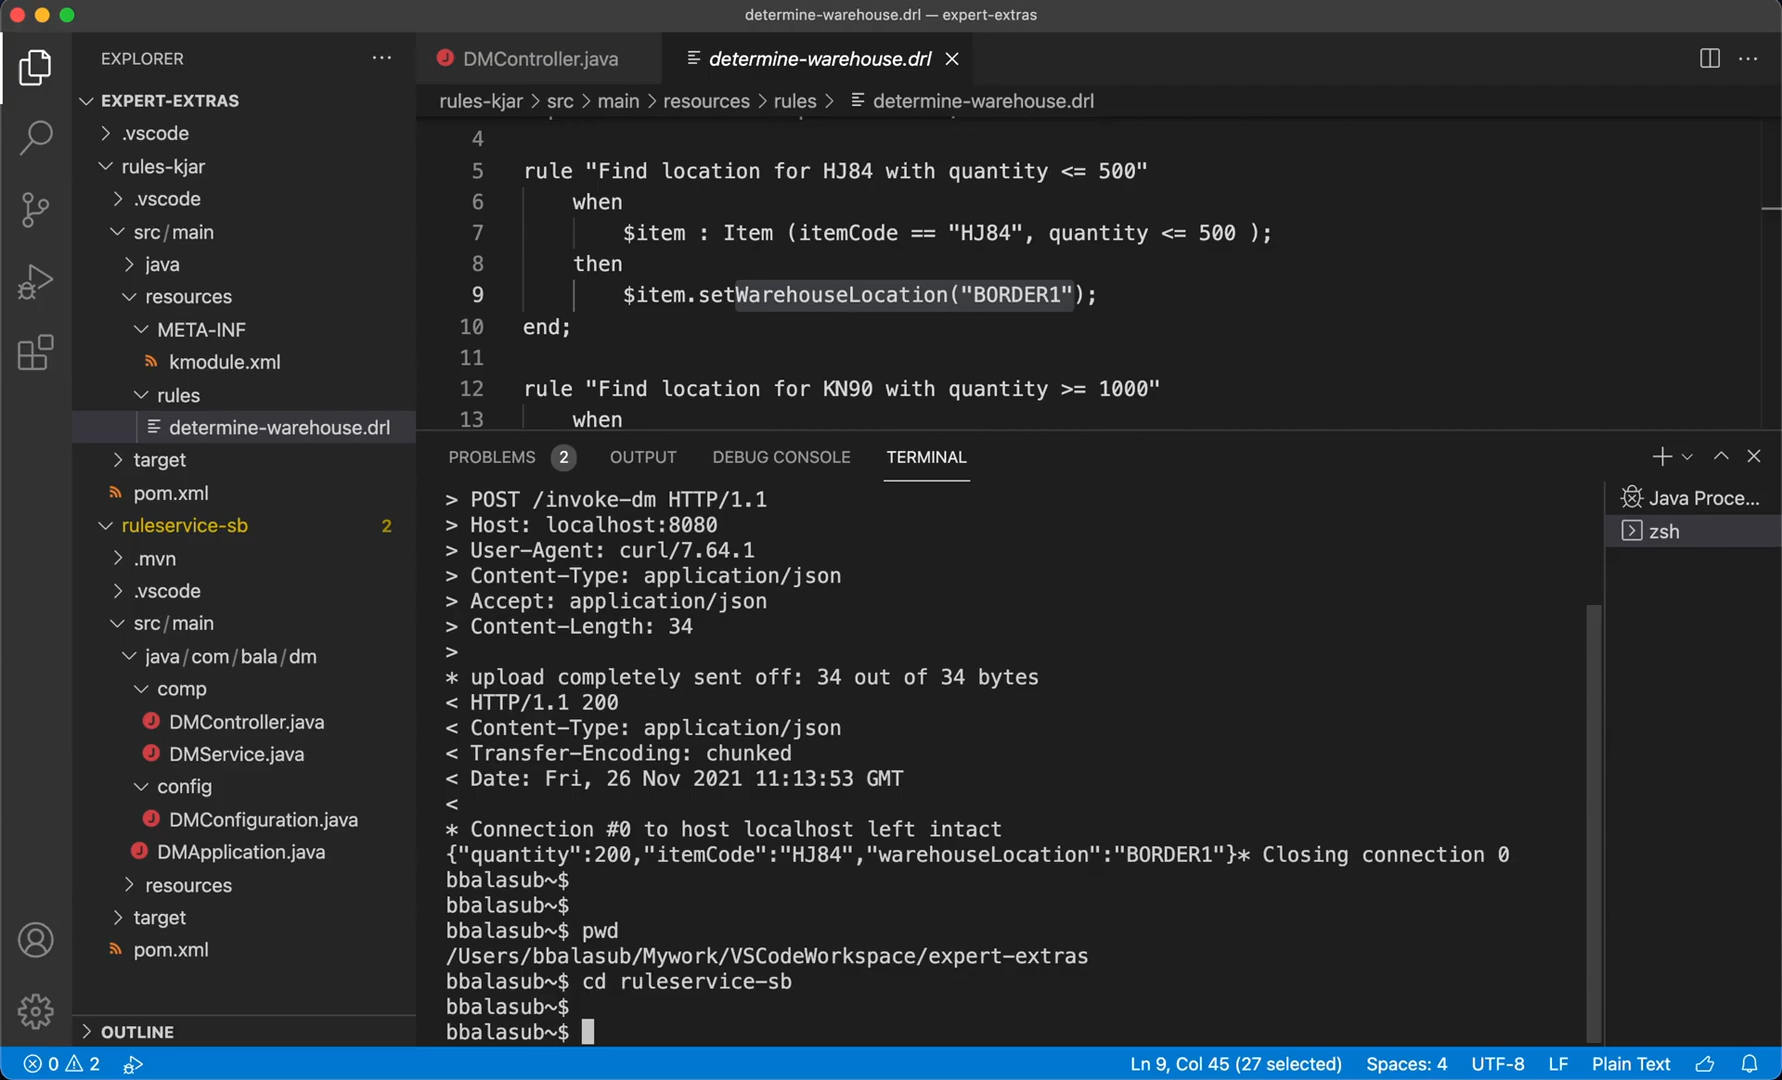 determine-warehouse.drl — expert-extras
EXPLORER
EXPERT-EXTRAS
.vscode
rules-kjar
.vscode
src/main
java
resources
META-INF
kmodule.xml
rules
determine-warehouse.drl
target
pom.xml
ruleservice-sb 2
.mvn
.vscode
src/main
java/com/bala/dm
comp
DMController.java
DMService.java
config
DMConfiguration.java
DMApplication.java
resources
target
pom.xml
OUTLINE
DMController.java determine-warehouse.drl
rules-kjar > src > main > resources > rules > determine-warehouse.drl
4
5 rule "Find location for HJ84 with quantity <= 500"
6 when
7 $item : Item (itemCode == "HJ84", quantity <= 500 );
8 then
9 $item.setWarehouseLocation("BORDER1");
10 end;
11
12 rule "Find location for KN90 with quantity >= 1000"
13 when
PROBLEMS 2 OUTPUT DEBUG CONSOLE TERMINAL
> POST /invoke-dm HTTP/1.1
> Host: localhost:8080
> User-Agent: curl/7.64.1
> Content-Type: application/json
> Accept: application/json
> Content-Length: 34
>
* upload completely sent off: 34 out of 34 bytes
< HTTP/1.1 200
< Content-Type: application/json
< Transfer-Encoding: chunked
< Date: Fri, 26 Nov 2021 11:13:53 GMT
<
* Connection #0 to host localhost left intact
{"quantity":200,"itemCode":"HJ84","warehouseLocation":"BORDER1"}* Closing connection 0
bbalasub~$
bbalasub~$
bbalasub~$ pwd
/Users/bbalasub/Mywork/VSCodeWorkspace/expert-extras
bbalasub~$ cd ruleservice-sb
bbalasub~$
bbalasub~$
Java Proce...
zsh
0 2 Ln 9, Col 45 (27 selected) Spaces: 4 UTF-8 LF Plain Text